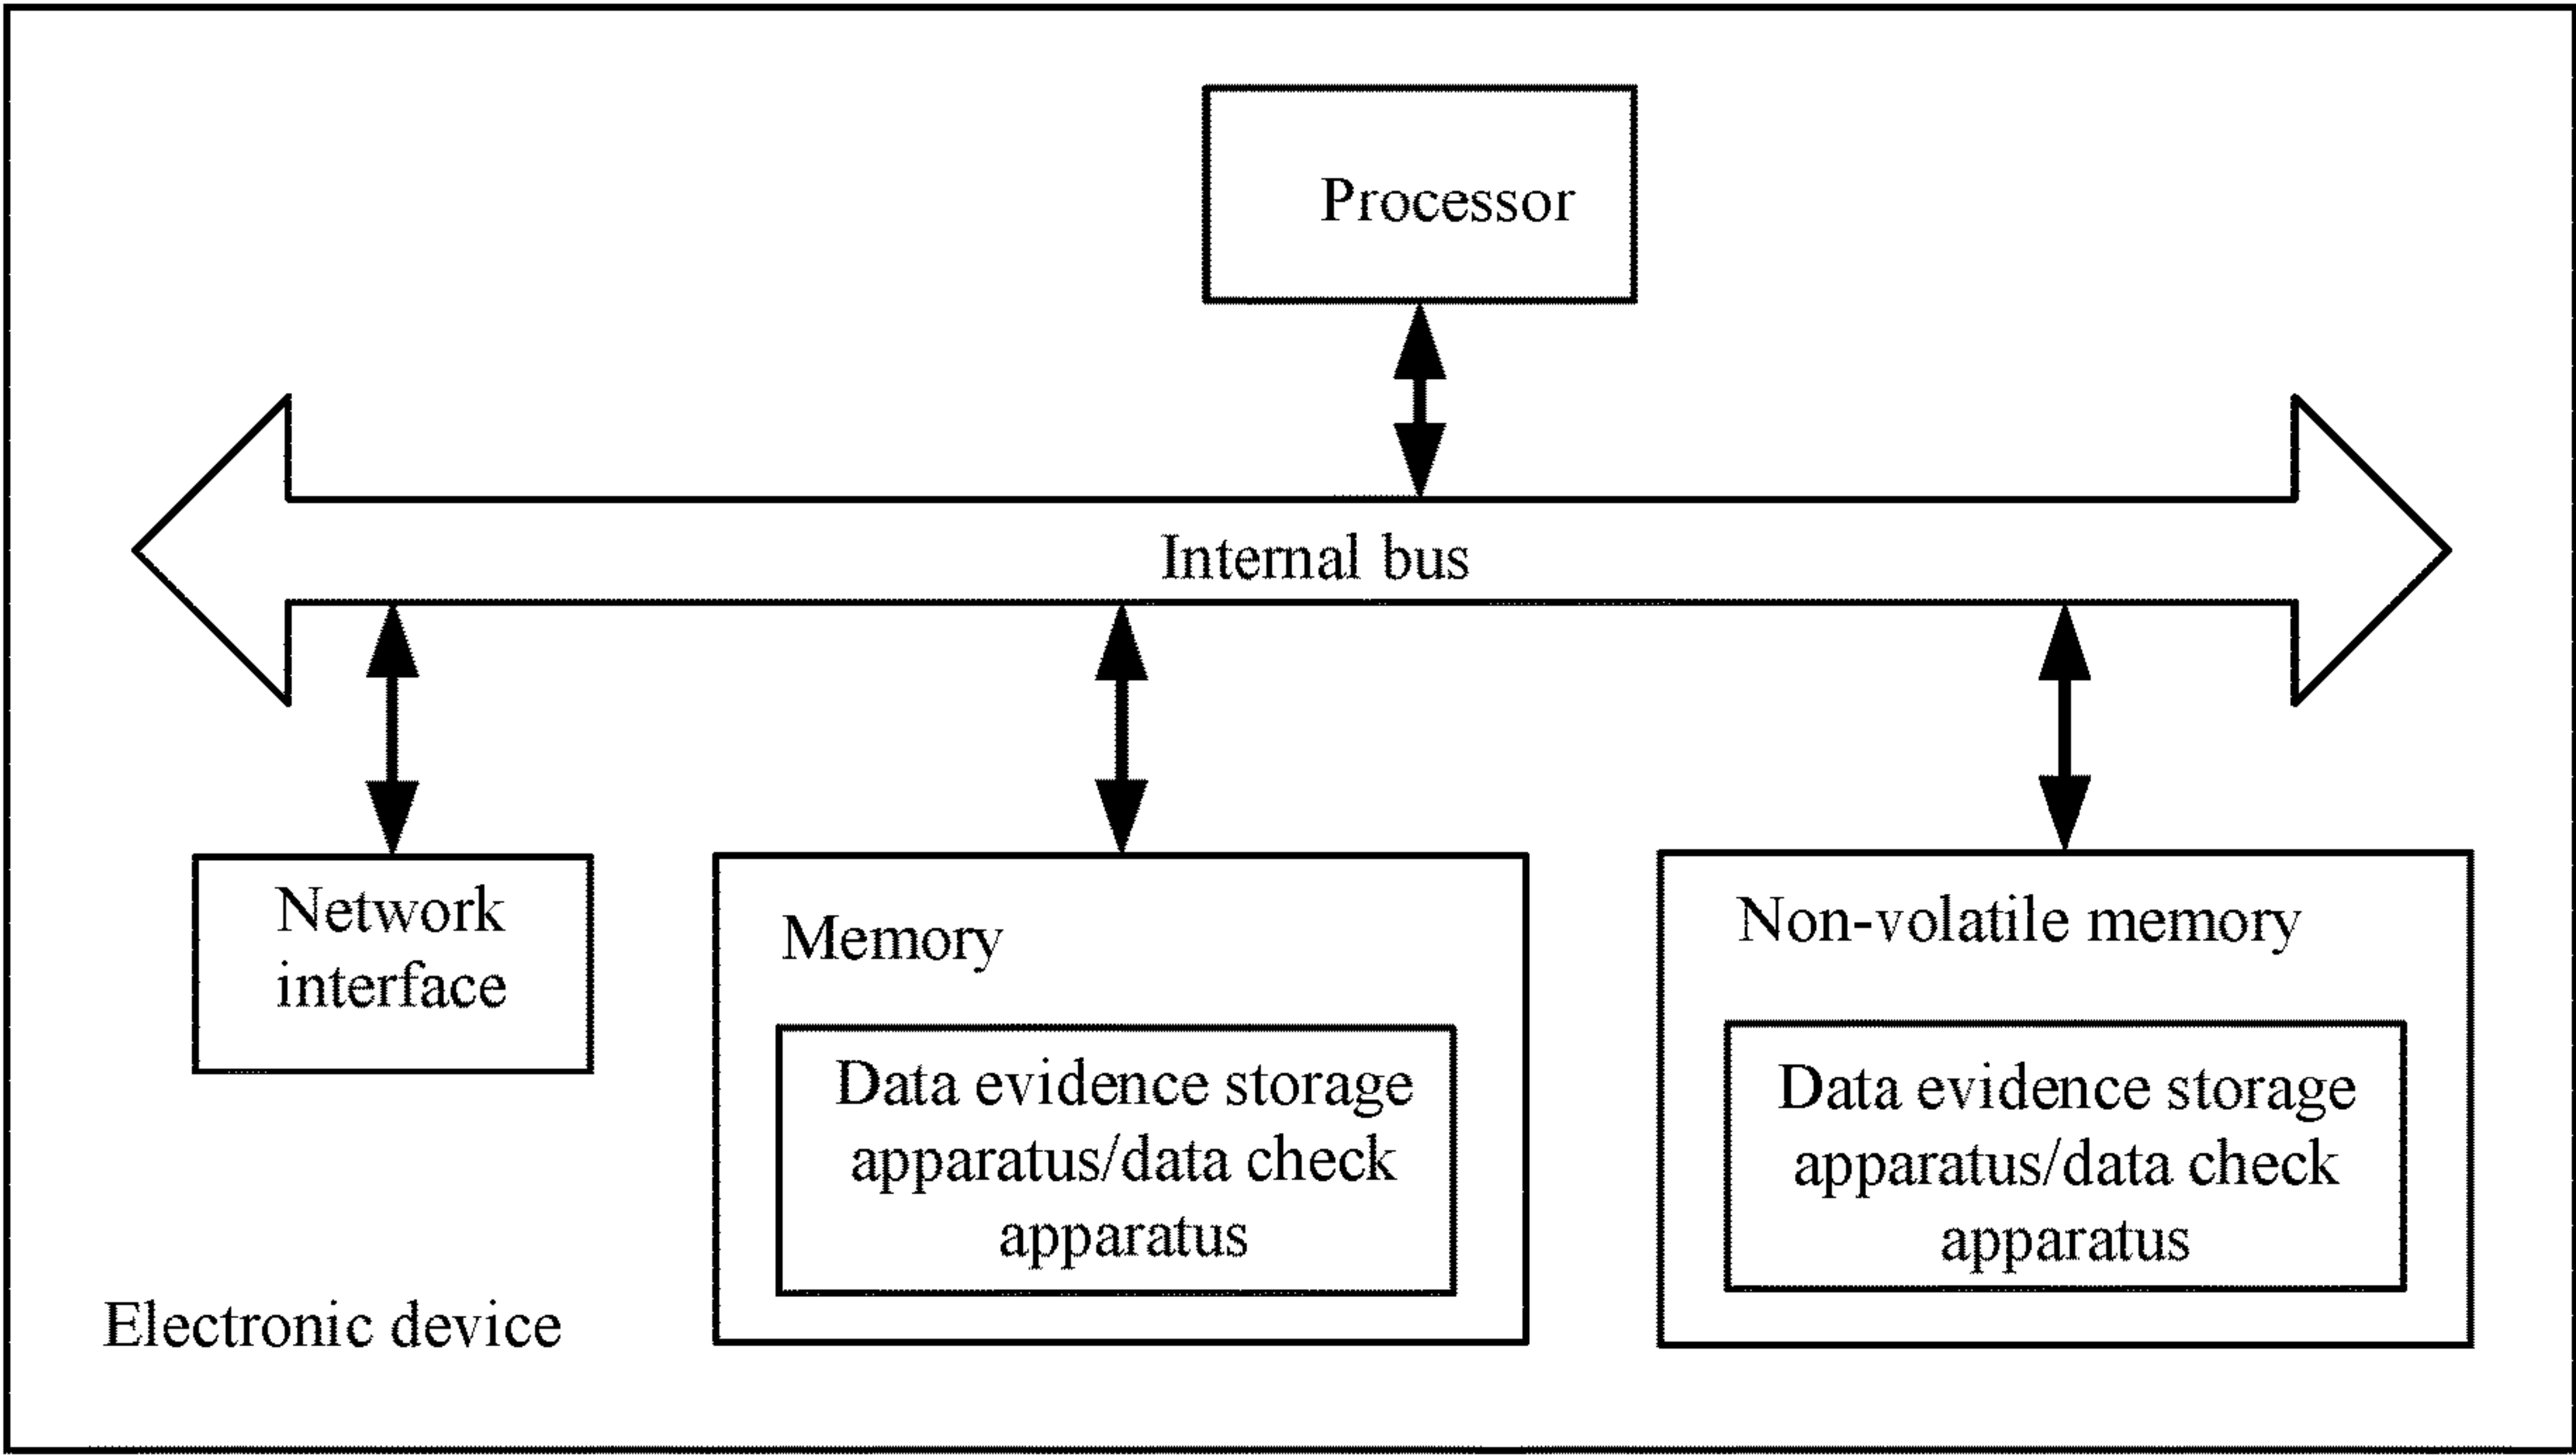 Processor
Internal bus
Network
interface
Memory
Data evidence storage
apparatus/data check
apparatus
Non-volatile memory
Data evidence storage
apparatus/data check
apparatus
Electronic device